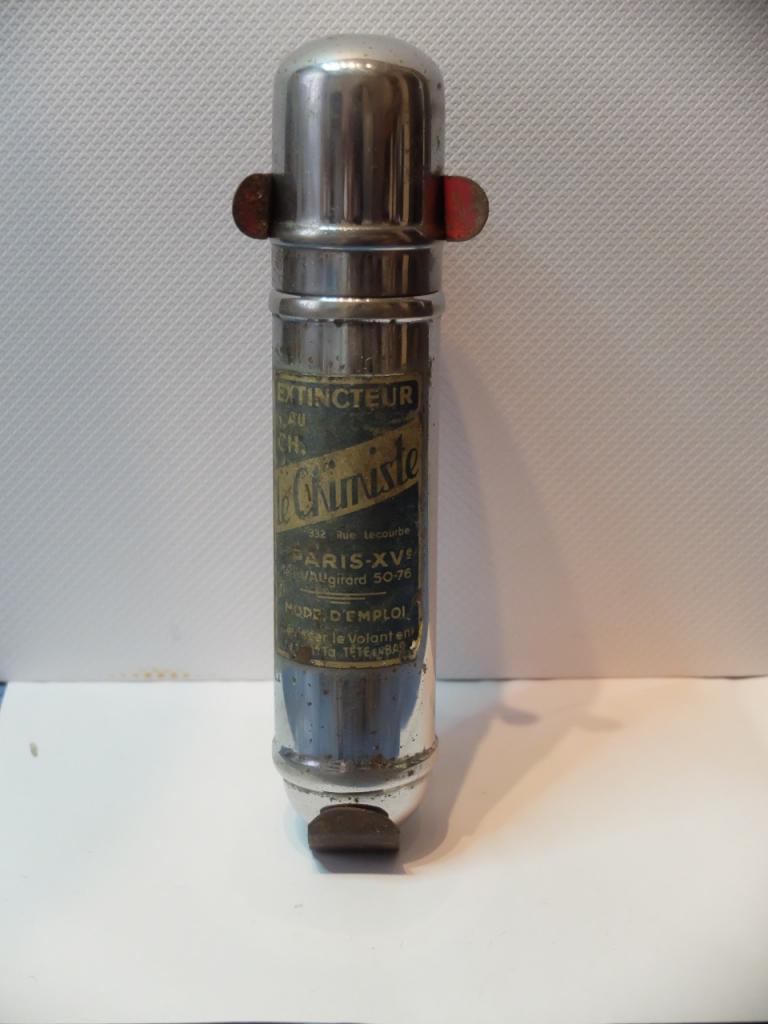 EXTINCTEUR
AU
CH.
le Chimiste
332 Rue Lecourbe
PARIS-XVe
VAUgirard 50-76
MODE D'EMPLOI
le Volant en
TÊTE en BAS